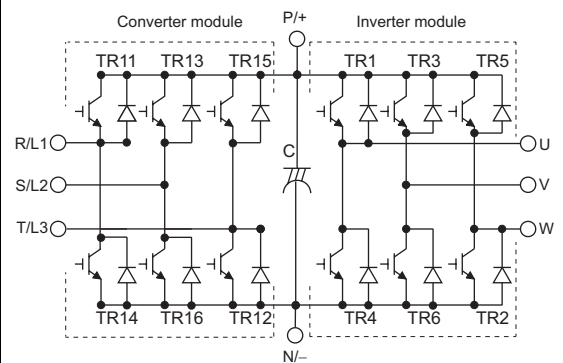 Converter module
P/+
Inverter module
TR11 TR13 TR15
TR1 TR3 TR5
R/L1
C
U
S/L2
V
T/L3
W
TR14 TR16 TR12
TR4 TR6 TR2
N/−